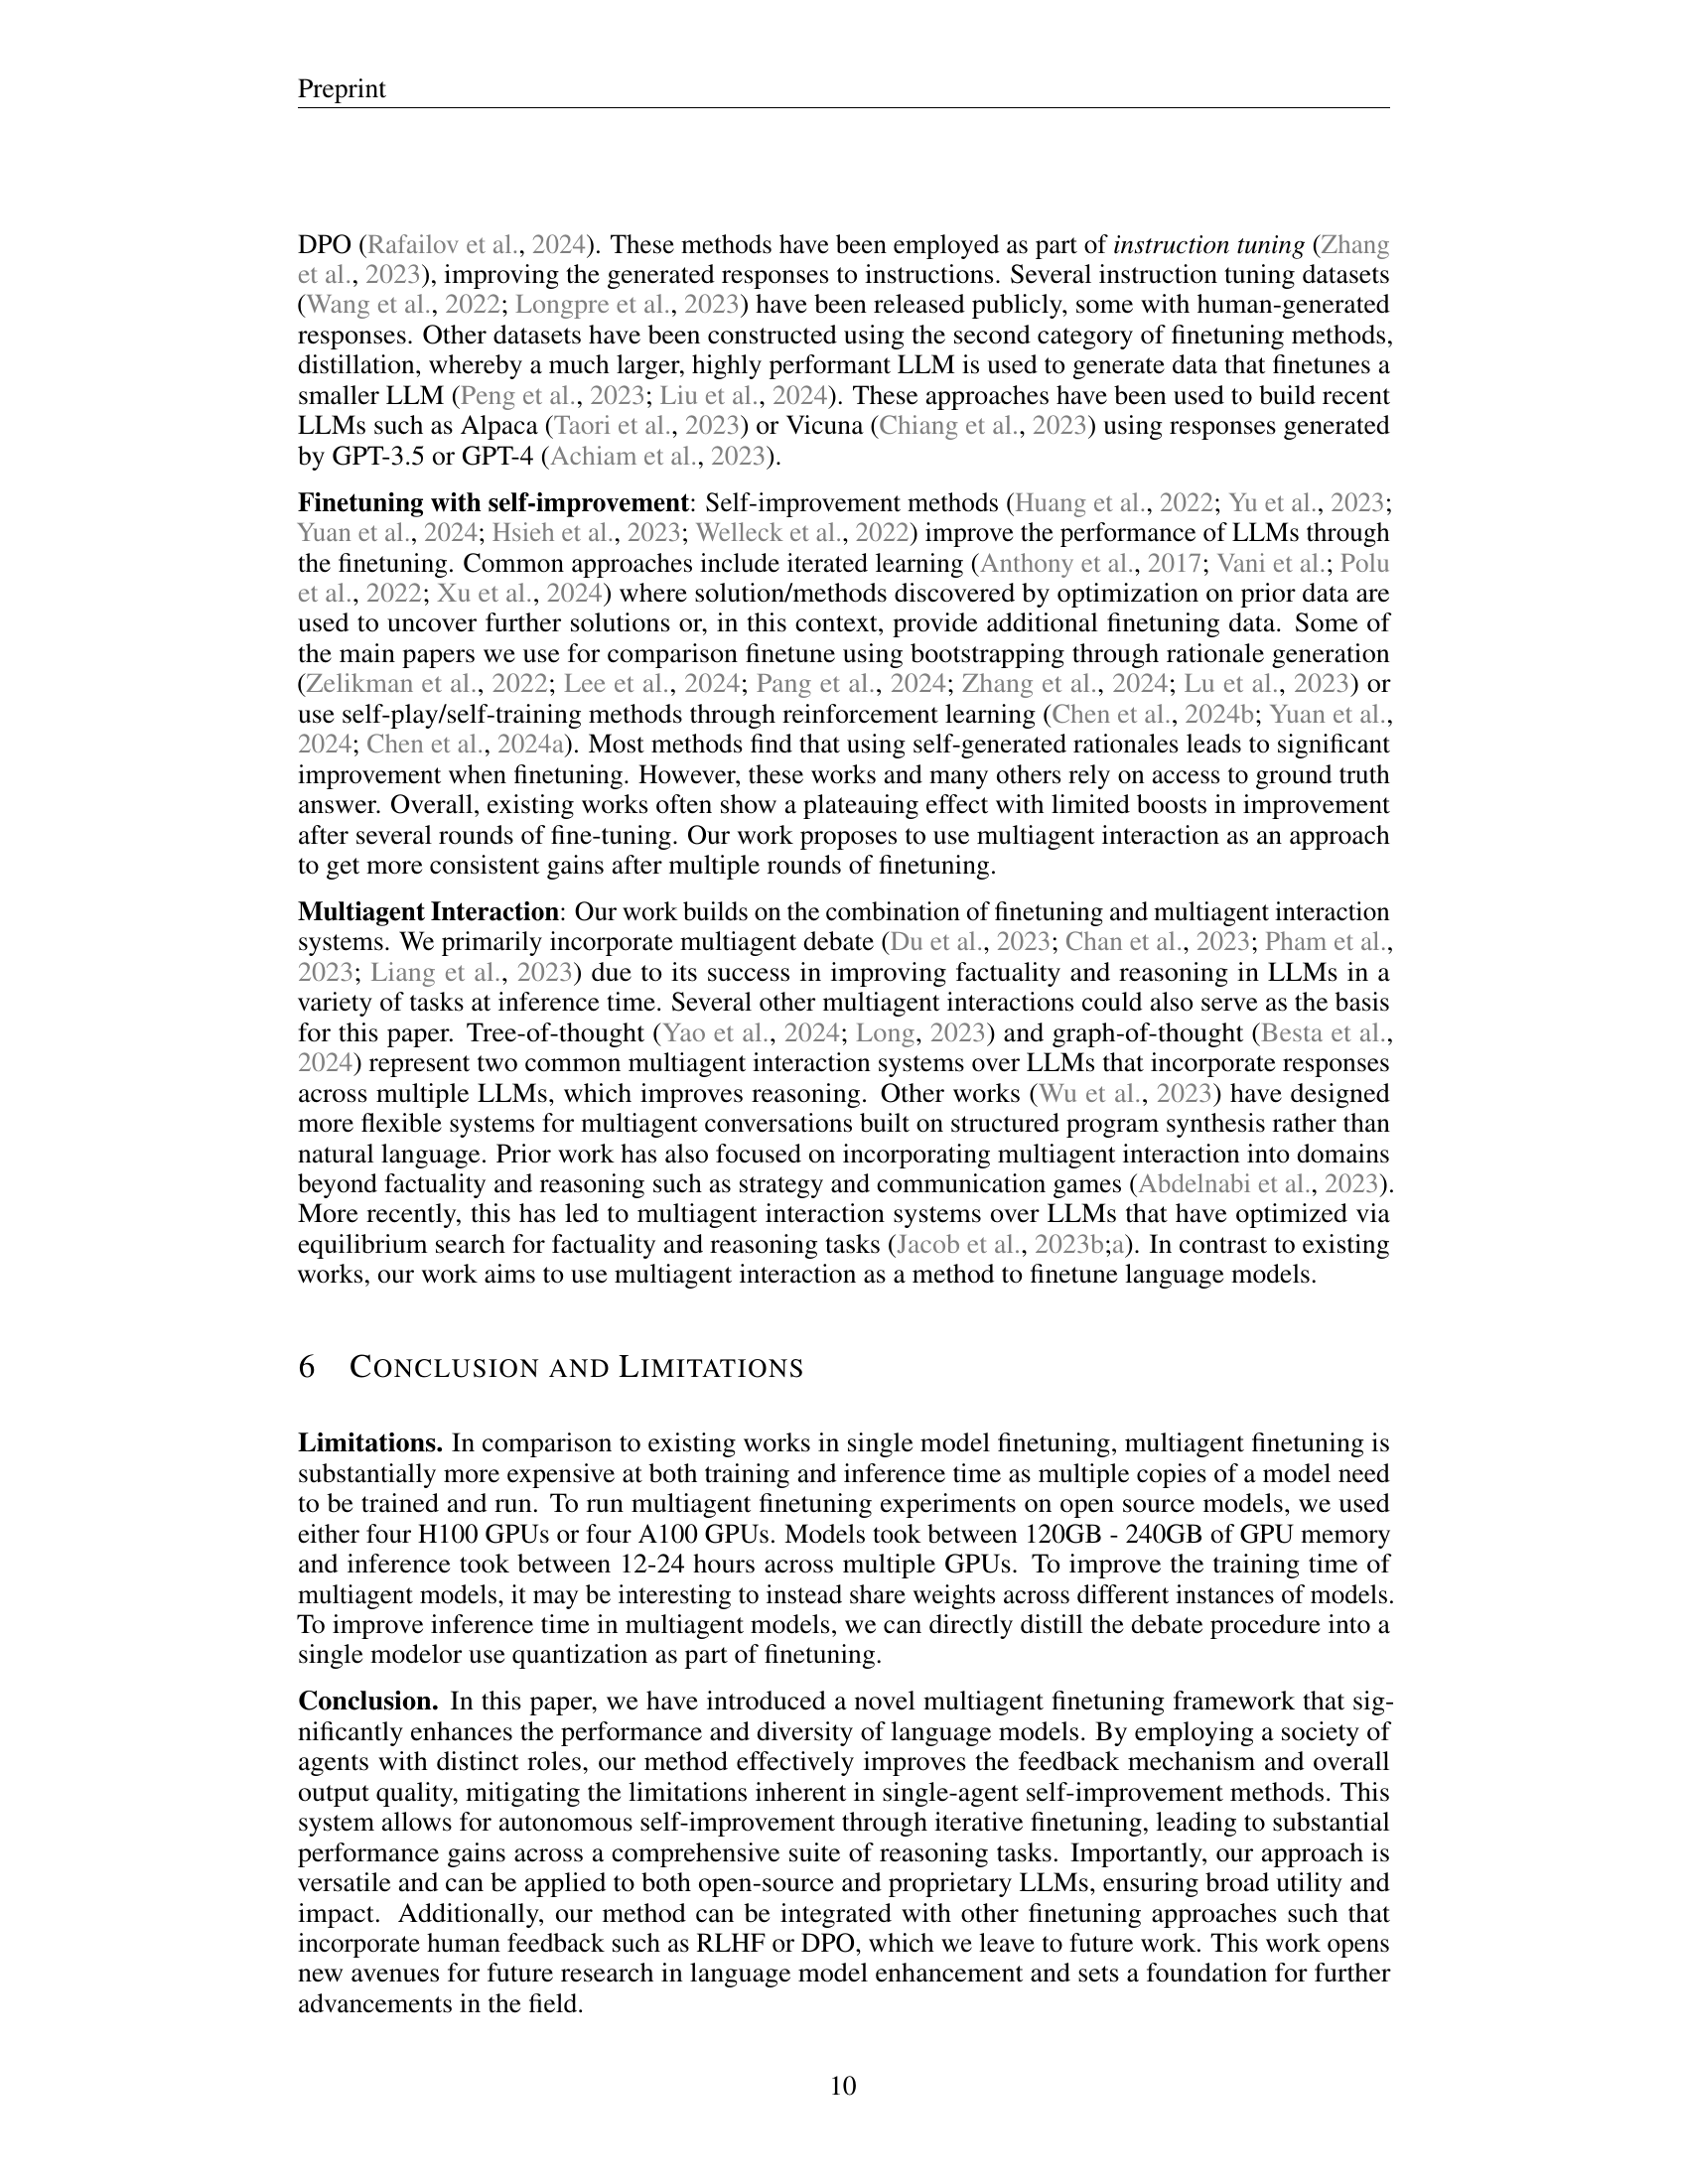 Preprint
DPO (Rafailov et al., 2024). These methods have been employed as part of instruction tuning (Zhang
et al., 2023), improving the generated responses to instructions. Several instruction tuning datasets
(Wang et al., 2022; Longpre et al., 2023) have been released publicly, some with human-generated
responses. Other datasets have been constructed using the second category of finetuning methods,
distillation, whereby a much larger, highly performant LLM is used to generate data that finetunes a
smaller LLM (Peng et al., 2023; Liu et al., 2024). These approaches have been used to build recent
LLMs such as Alpaca (Taori et al., 2023) or Vicuna (Chiang et al., 2023) using responses generated
by GPT-3.5 or GPT-4 (Achiam et al., 2023).
Finetuning with self-improvement: Self-improvement methods (Huang et al., 2022; Yu et al., 2023;
Yuan et al., 2024; Hsieh et al., 2023; Welleck et al., 2022) improve the performance of LLMs through
the finetuning. Common approaches include iterated learning (Anthony et al., 2017; Vani et al.; Polu
et al., 2022; Xu et al., 2024) where solution/methods discovered by optimization on prior data are
used to uncover further solutions or, in this context, provide additional finetuning data. Some of
the main papers we use for comparison finetune using bootstrapping through rationale generation
(Zelikman et al., 2022; Lee et al., 2024; Pang et al., 2024; Zhang et al., 2024; Lu et al., 2023) or
use self-play/self-training methods through reinforcement learning (Chen et al., 2024b; Yuan et al.,
2024; Chen et al., 2024a). Most methods find that using self-generated rationales leads to significant
improvement when finetuning. However, these works and many others rely on access to ground truth
answer. Overall, existing works often show a plateauing effect with limited boosts in improvement
after several rounds of fine-tuning. Our work proposes to use multiagent interaction as an approach
to get more consistent gains after multiple rounds of finetuning.
Multiagent Interaction: Our work builds on the combination of finetuning and multiagent interaction
systems. We primarily incorporate multiagent debate (Du et al., 2023; Chan et al., 2023; Pham et al.,
2023; Liang et al., 2023) due to its success in improving factuality and reasoning in LLMs in a
variety of tasks at inference time. Several other multiagent interactions could also serve as the basis
for this paper. Tree-of-thought (Yao et al., 2024; Long, 2023) and graph-of-thought (Besta et al.,
2024) represent two common multiagent interaction systems over LLMs that incorporate responses
across multiple LLMs, which improves reasoning. Other works (Wu et al., 2023) have designed
more flexible systems for multiagent conversations built on structured program synthesis rather than
natural language. Prior work has also focused on incorporating multiagent interaction into domains
beyond factuality and reasoning such as strategy and communication games (Abdelnabi et al., 2023).
More recently, this has led to multiagent interaction systems over LLMs that have optimized via
equilibrium search for factuality and reasoning tasks (Jacob et al., 2023b;a). In contrast to existing
works, our work aims to use multiagent interaction as a method to finetune language models.
6 CONCLUSION AND LIMITATIONS
Limitations. In comparison to existing works in single model finetuning, multiagent finetuning is
substantially more expensive at both training and inference time as multiple copies of a model need
to be trained and run. To run multiagent finetuning experiments on open source models, we used
either four H100 GPUs or four A100 GPUs. Models took between 120GB - 240GB of GPU memory
and inference took between 12-24 hours across multiple GPUs. To improve the training time of
multiagent models, it may be interesting to instead share weights across different instances of models.
To improve inference time in multiagent models, we can directly distill the debate procedure into a
single modelor use quantization as part of finetuning.
Conclusion. In this paper, we have introduced a novel multiagent finetuning framework that sig-
nificantly enhances the performance and diversity of language models. By employing a society of
agents with distinct roles, our method effectively improves the feedback mechanism and overall
output quality, mitigating the limitations inherent in single-agent self-improvement methods. This
system allows for autonomous self-improvement through iterative finetuning, leading to substantial
performance gains across a comprehensive suite of reasoning tasks. Importantly, our approach is
versatile and can be applied to both open-source and proprietary LLMs, ensuring broad utility and
impact. Additionally, our method can be integrated with other finetuning approaches such that
incorporate human feedback such as RLHF or DPO, which we leave to future work. This work opens
new avenues for future research in language model enhancement and sets a foundation for further
advancements in the field.
10